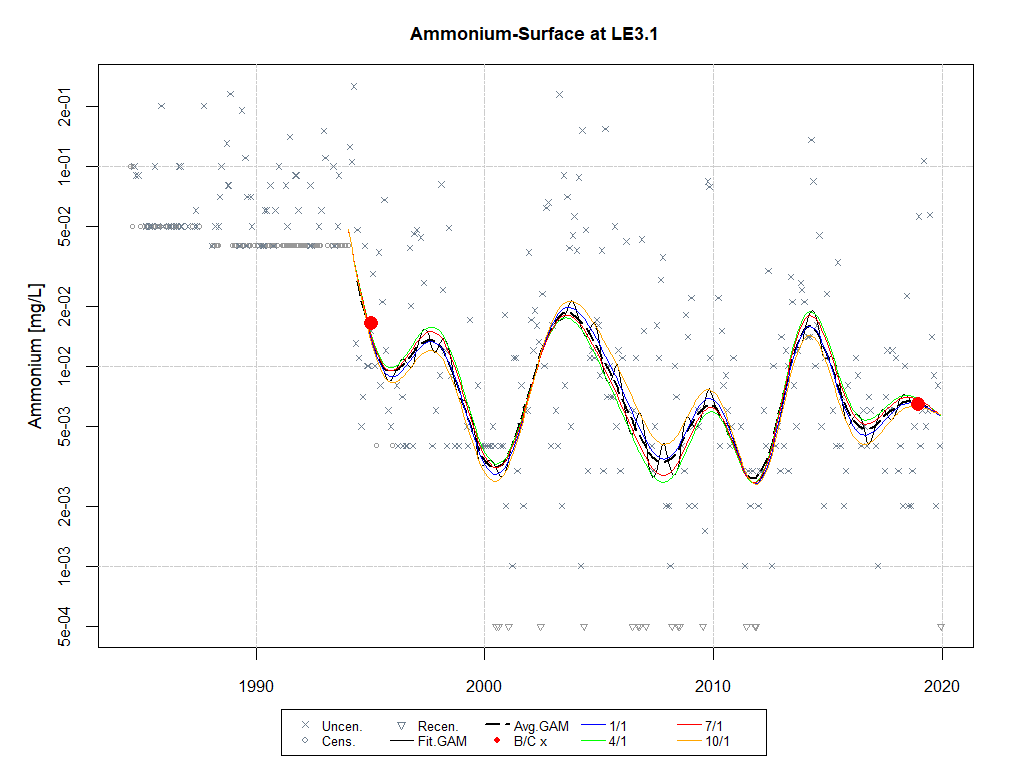 Ammonium-Surface at LE3.1
Ammonium [mg/L]
2e-01
1e-01
5e-02
2e-02
1e-02
5e-03
2e-03
1e-03
5e-04
1990 2000 2010 2020
Uncen. Recen. Avg.GAM 1/1 7/1
Cens. Fit.GAM B/C x 4/1 10/1